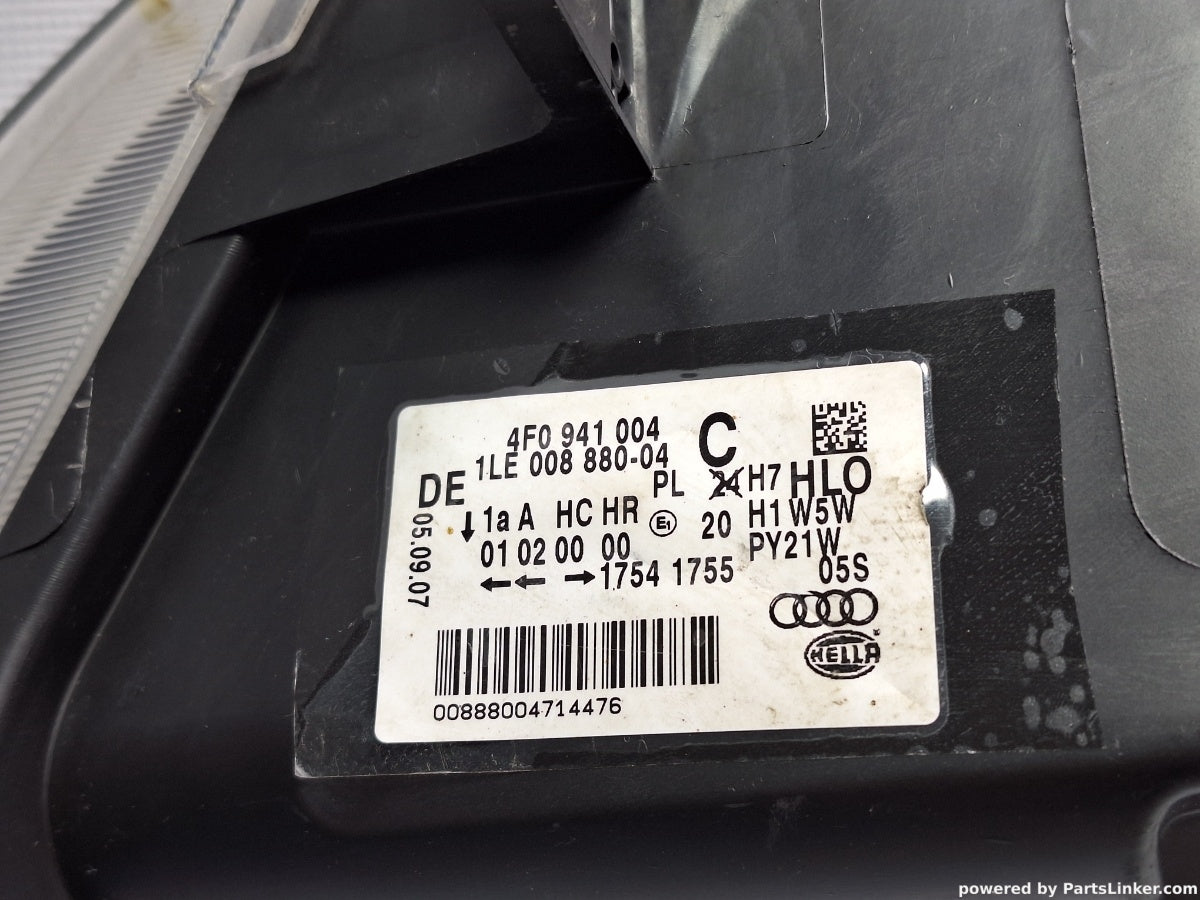 4F0 941 004 C
DE 1LE 008 880-04
PL 24 H7 HLO
1a A HC HR E1 20 H1 W5W
01 02 00 00 PY21W
1754 1755 05S
05.09.07
HELLA
00888004714476
powered by PartsLinker.com